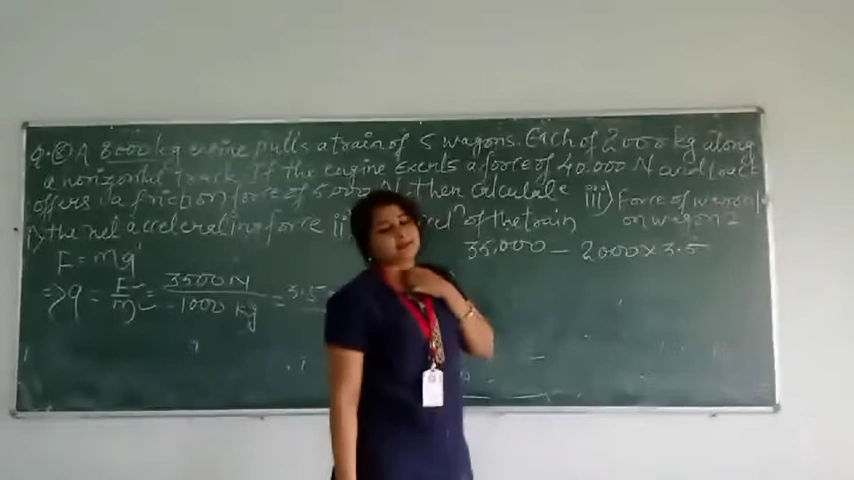 Q.8) A 8000 kg engine pulls a train of 5 wagons. Each of 2000 kg along
a horizontal track. If the engine exerts a force of 40,000 N and track
offers a friction force of 5000 N. Then Calculate
i) the net accelerating force ii) of the train
iii) Force of wagon 1 on wagon 2
F = ma
⇒ a = F/m = 3500 N / 1000 kg = 3.5
35,000 – 2000 × 3.5